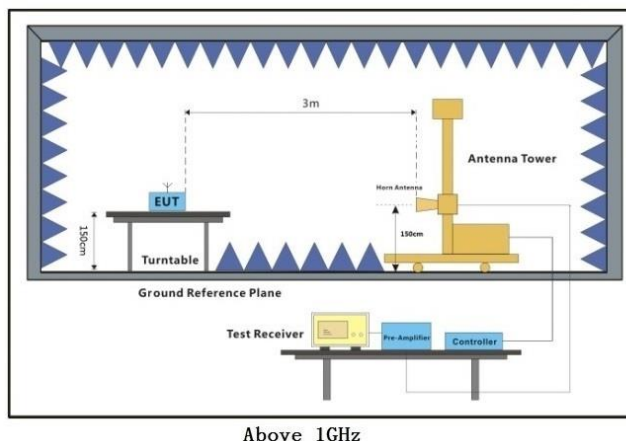 3m
Antenna Tower
Horn Antenna
EUT
150cm
150cm
Turntable
Ground Reference Plane
Test Receiver
Pre-Amplifier
Controller
Above 1GHz